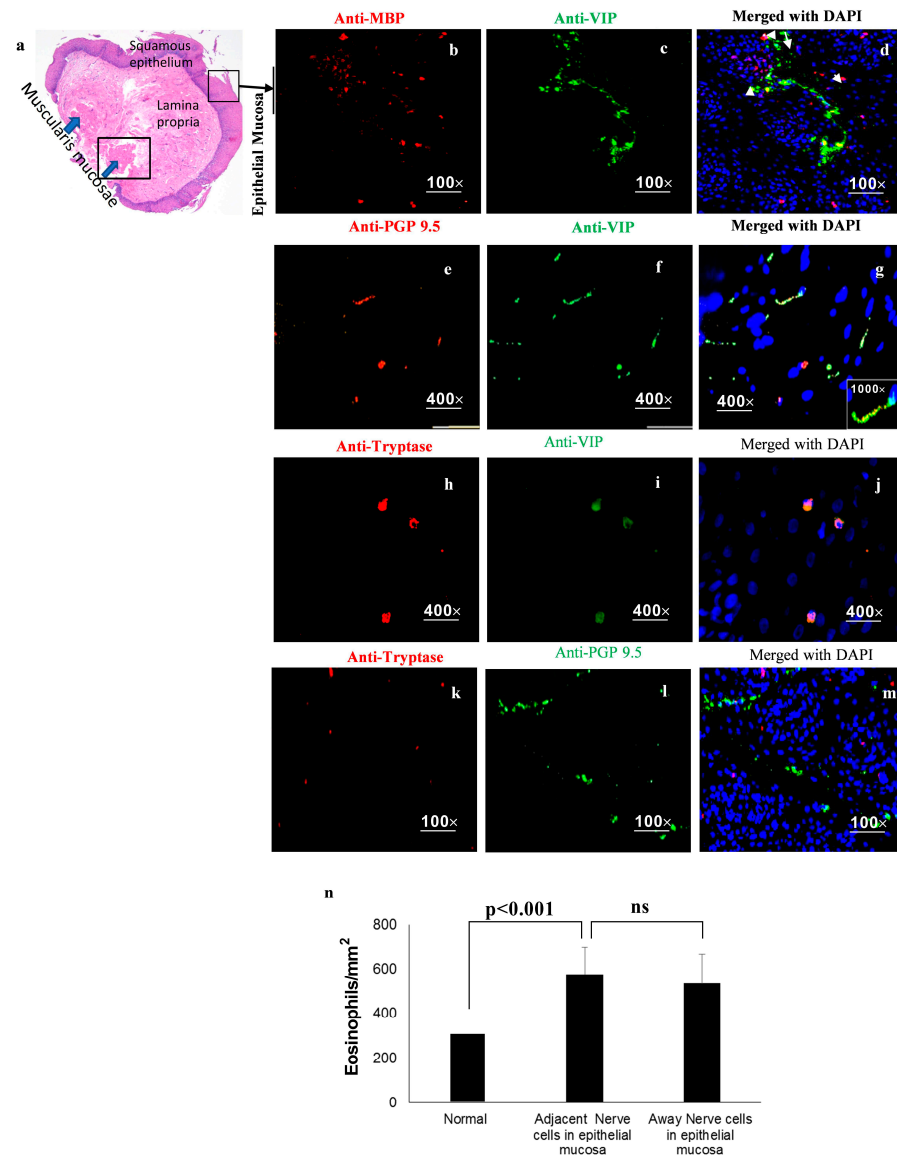 Anti-MBP
Anti-VIP
Merged with DAPI
a
Squamous
epithelium
Lamina
propria
Muscularis mucosae
Epithelial Mucosa
b
100×
c
100×
d
100×
Anti-PGP 9.5
Anti-VIP
Merged with DAPI
e
400×
f
400×
g
400×
1000×
Anti-Tryptase
Anti-VIP
Merged with DAPI
h
400×
i
400×
j
400×
Anti-Tryptase
Anti-PGP 9.5
Merged with DAPI
k
100×
l
100×
m
100×
n
p<0.001
ns
Eosinophils/mm²
800
600
400
200
0
Normal
Adjacent Nerve
cells in epithelial
mucosa
Away Nerve cells
in epithelial
mucosa